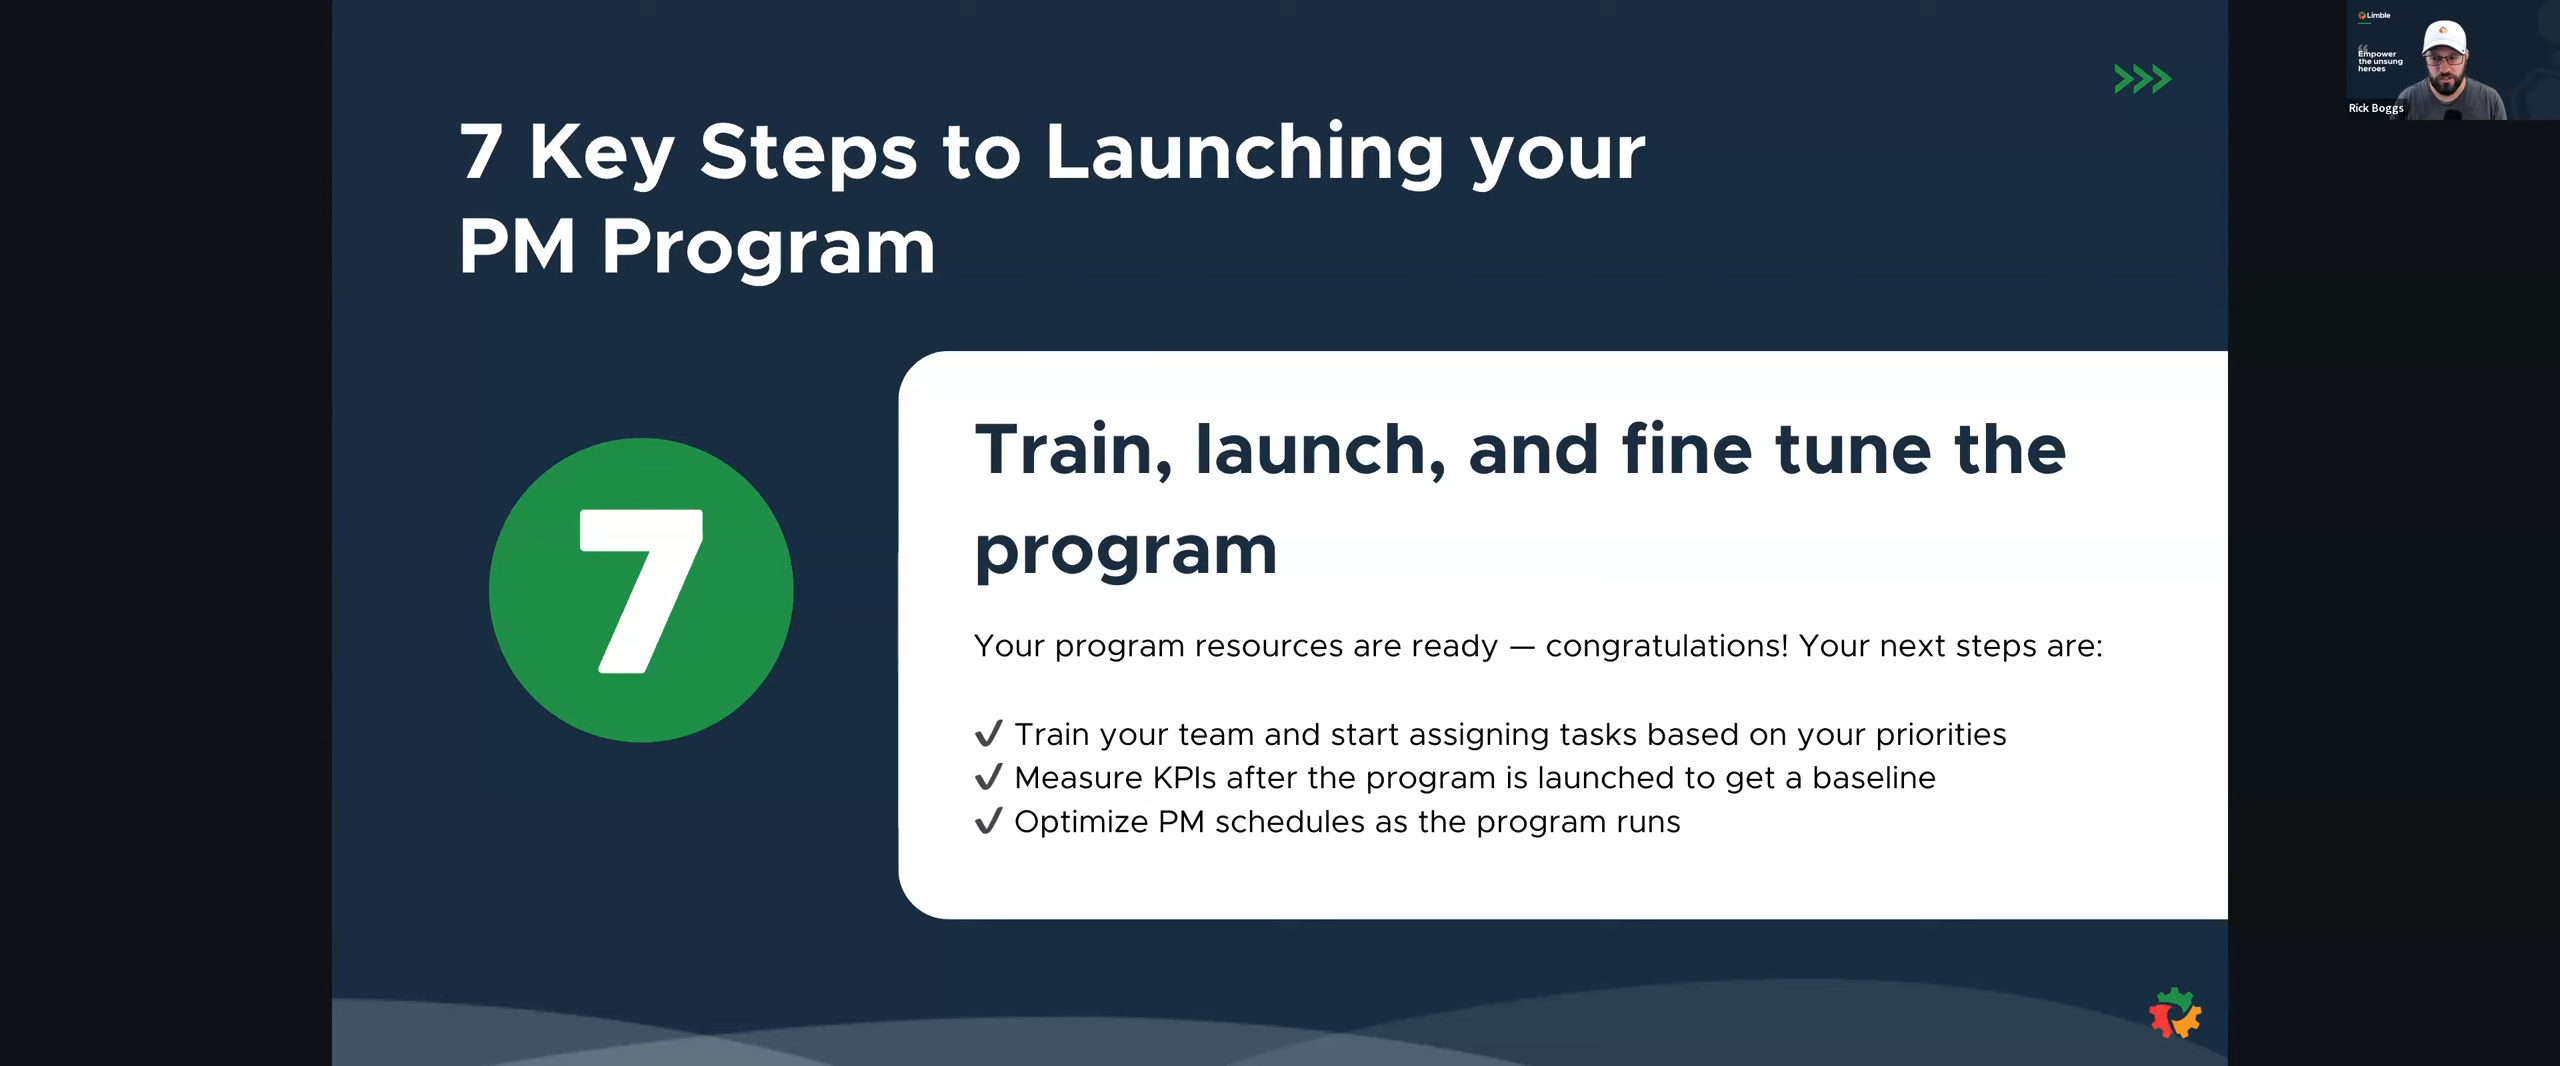 7 Key Steps to Launching your
PM Program
7
Train, launch, and fine tune the
program
Your program resources are ready — congratulations! Your next steps are:
✓ Train your team and start assigning tasks based on your priorities
✓ Measure KPIs after the program is launched to get a baseline
✓ Optimize PM schedules as the program runs
Limble
“
Empower
the unsung
heroes
Rick Boggs